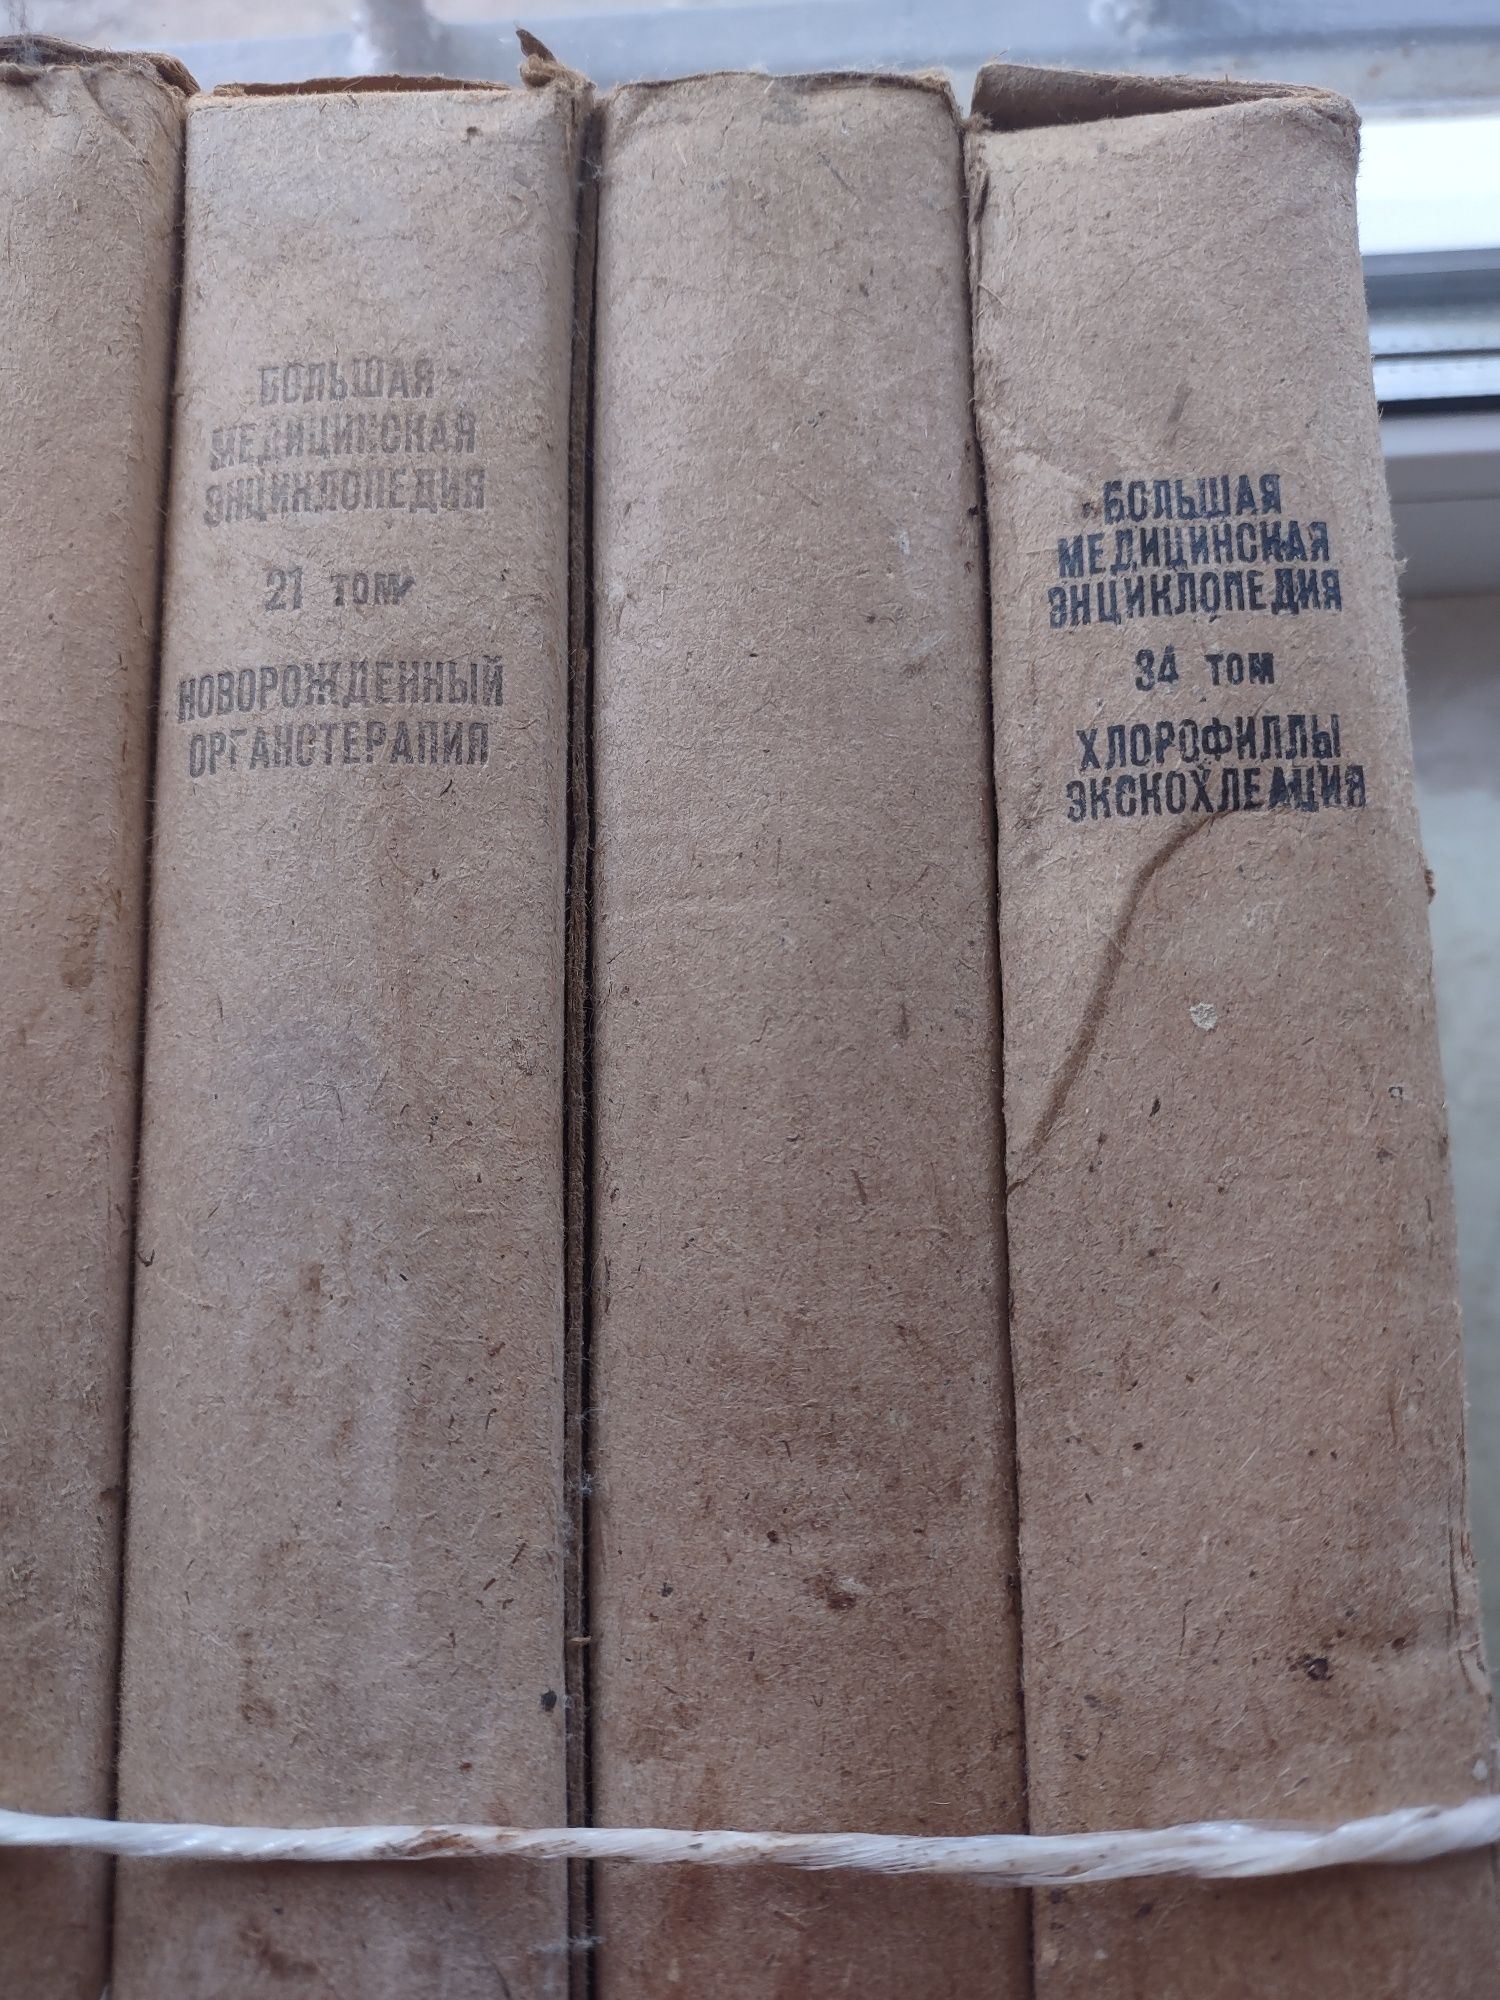 БОЛЬШАЯ
МЕДИЦИНСКАЯ
ЭНЦИКЛОПЕДИЯ
21 ТОМ
НОВОРОЖДЕННЫЙ
ОРГАНОТЕРАПИЯ
БОЛЬШАЯ
МЕДИЦИНСКАЯ
ЭНЦИКЛОПЕДИЯ
34 ТОМ
ХЛОРОФИЛЛЫ
ЭКСКОХЛЕАЦИЯ